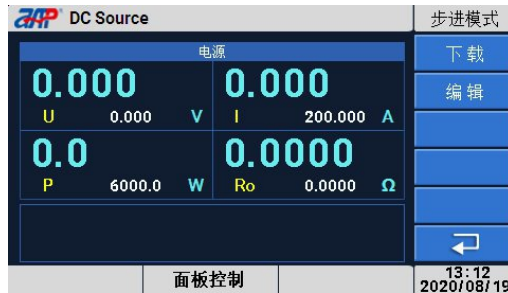 AAP DC Source
步进模式
电源
下载
编辑
0.000
0.000
U 0.000 V
I 200.000 A
0.0
0.0000
P 6000.0 W
Ro 0.0000 Ω
面板控制
13:12
2020/08/19